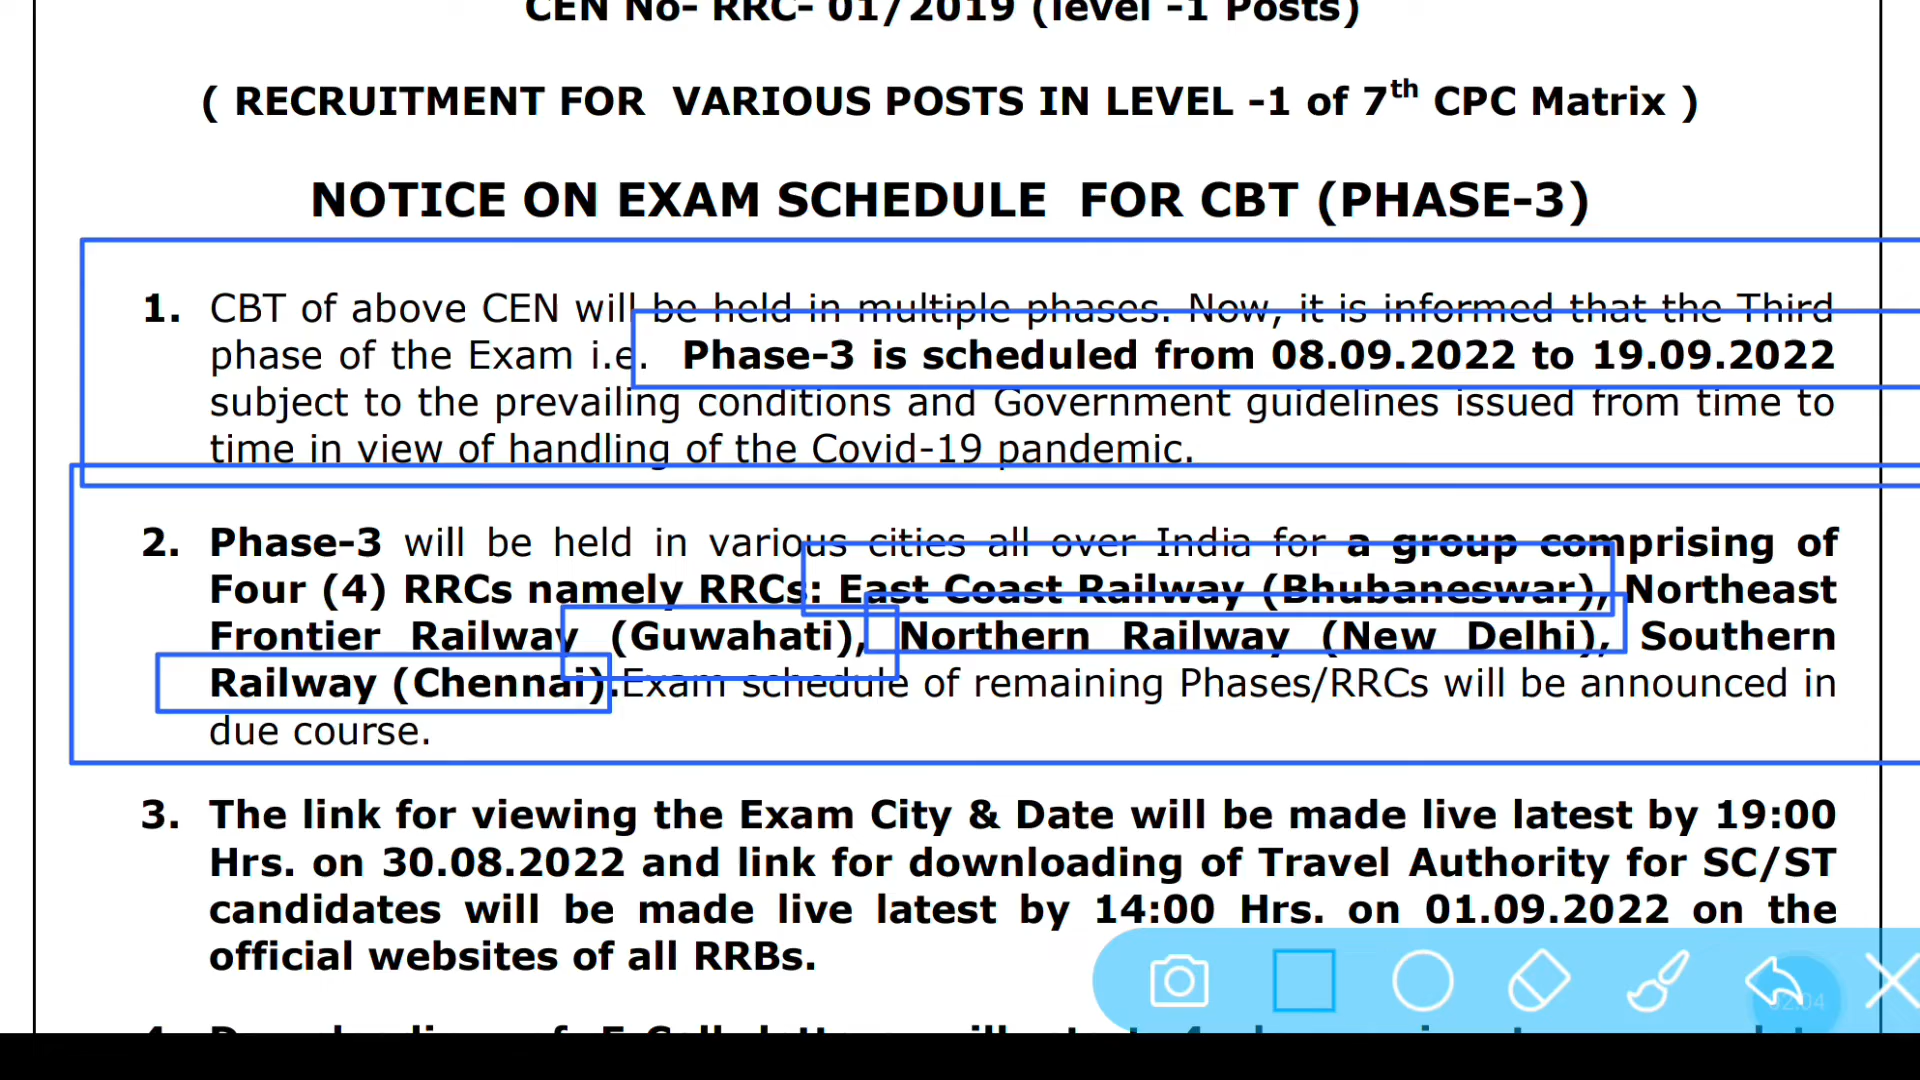 CEN No- RRC- 01/2019 (level -1 Posts)
( RECRUITMENT FOR VARIOUS POSTS IN LEVEL -1 of 7th CPC Matrix )
NOTICE ON EXAM SCHEDULE FOR CBT (PHASE-3)
1. CBT of above CEN will be held in multiple phases. Now, it is informed that the Third
phase of the Exam i.e. Phase-3 is scheduled from 08.09.2022 to 19.09.2022
subject to the prevailing conditions and Government guidelines issued from time to
time in view of handling of the Covid-19 pandemic.
2. Phase-3 will be held in various cities all over India for a group comprising of
Four (4) RRCs namely RRCs: East Coast Railway (Bhubaneswar), Northeast
Frontier Railway (Guwahati), Northern Railway (New Delhi), Southern
Railway (Chennai).Exam schedule of remaining Phases/RRCs will be announced in
due course.
3. The link for viewing the Exam City & Date will be made live latest by 19:00
Hrs. on 30.08.2022 and link for downloading of Travel Authority for SC/ST
candidates will be made live latest by 14:00 Hrs. on 01.09.2022 on the
official websites of all RRBs.
02:04